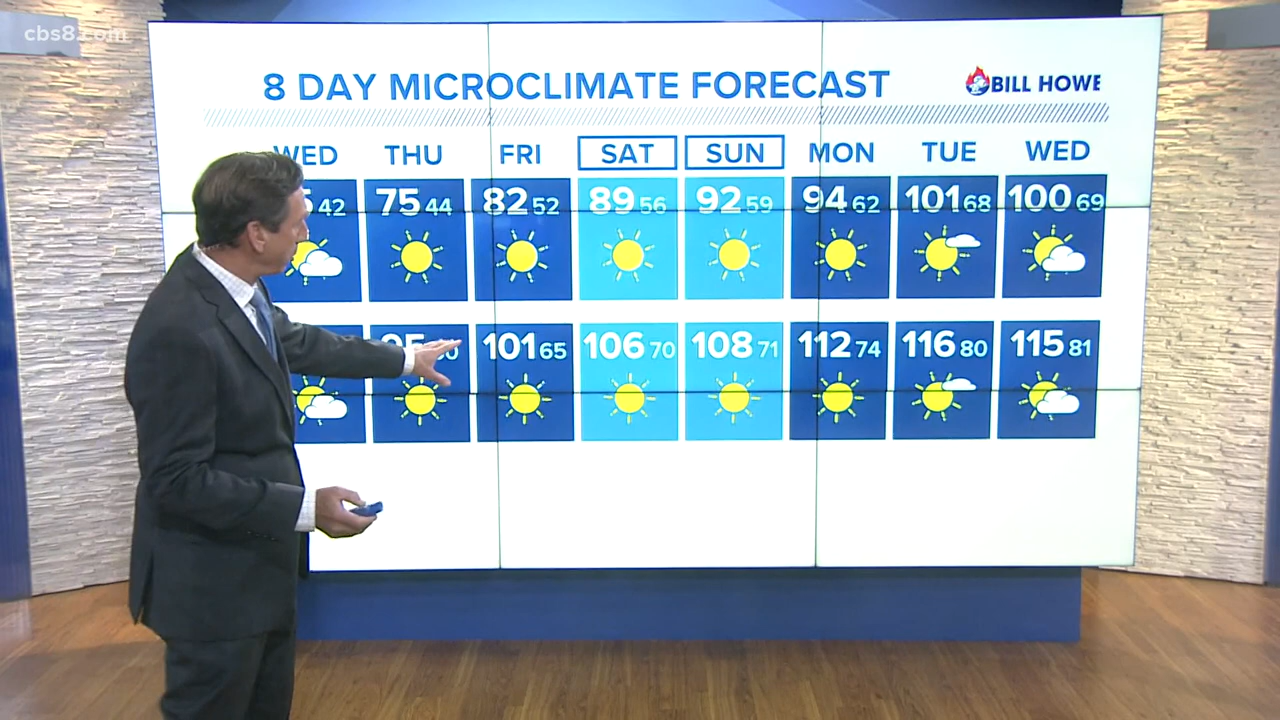 cbs8.com
8 DAY MICROCLIMATE FORECAST
BILL HOWE
WED THU FRI SAT SUN MON TUE WED
42 75 44 82 52 89 56 92 59 94 62 101 68 100 69
101 65 106 70 108 71 112 74 116 80 115 81